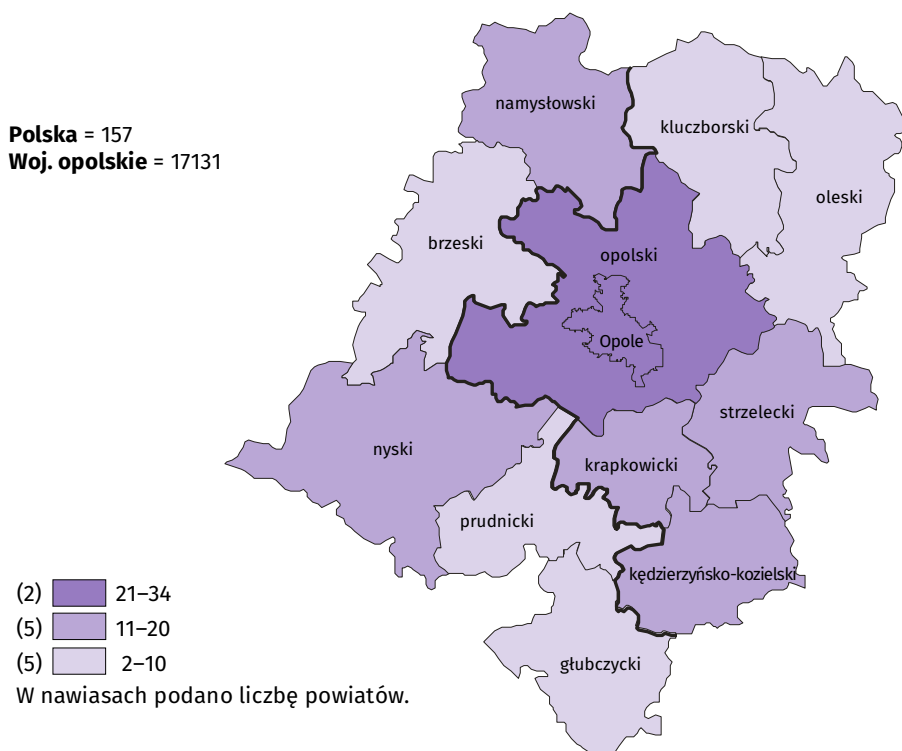 Polska = 157
Woj. opolskie = 17131
namysłowski
kluczborski
oleski
brzeski
opolski
Opole
strzelecki
nyski
krapkowicki
prudnicki
kędzierzyńsko-kozielski
głubczycki
(2) 21–34
(5) 11–20
(5) 2–10
W nawiasach podano liczbę powiatów.